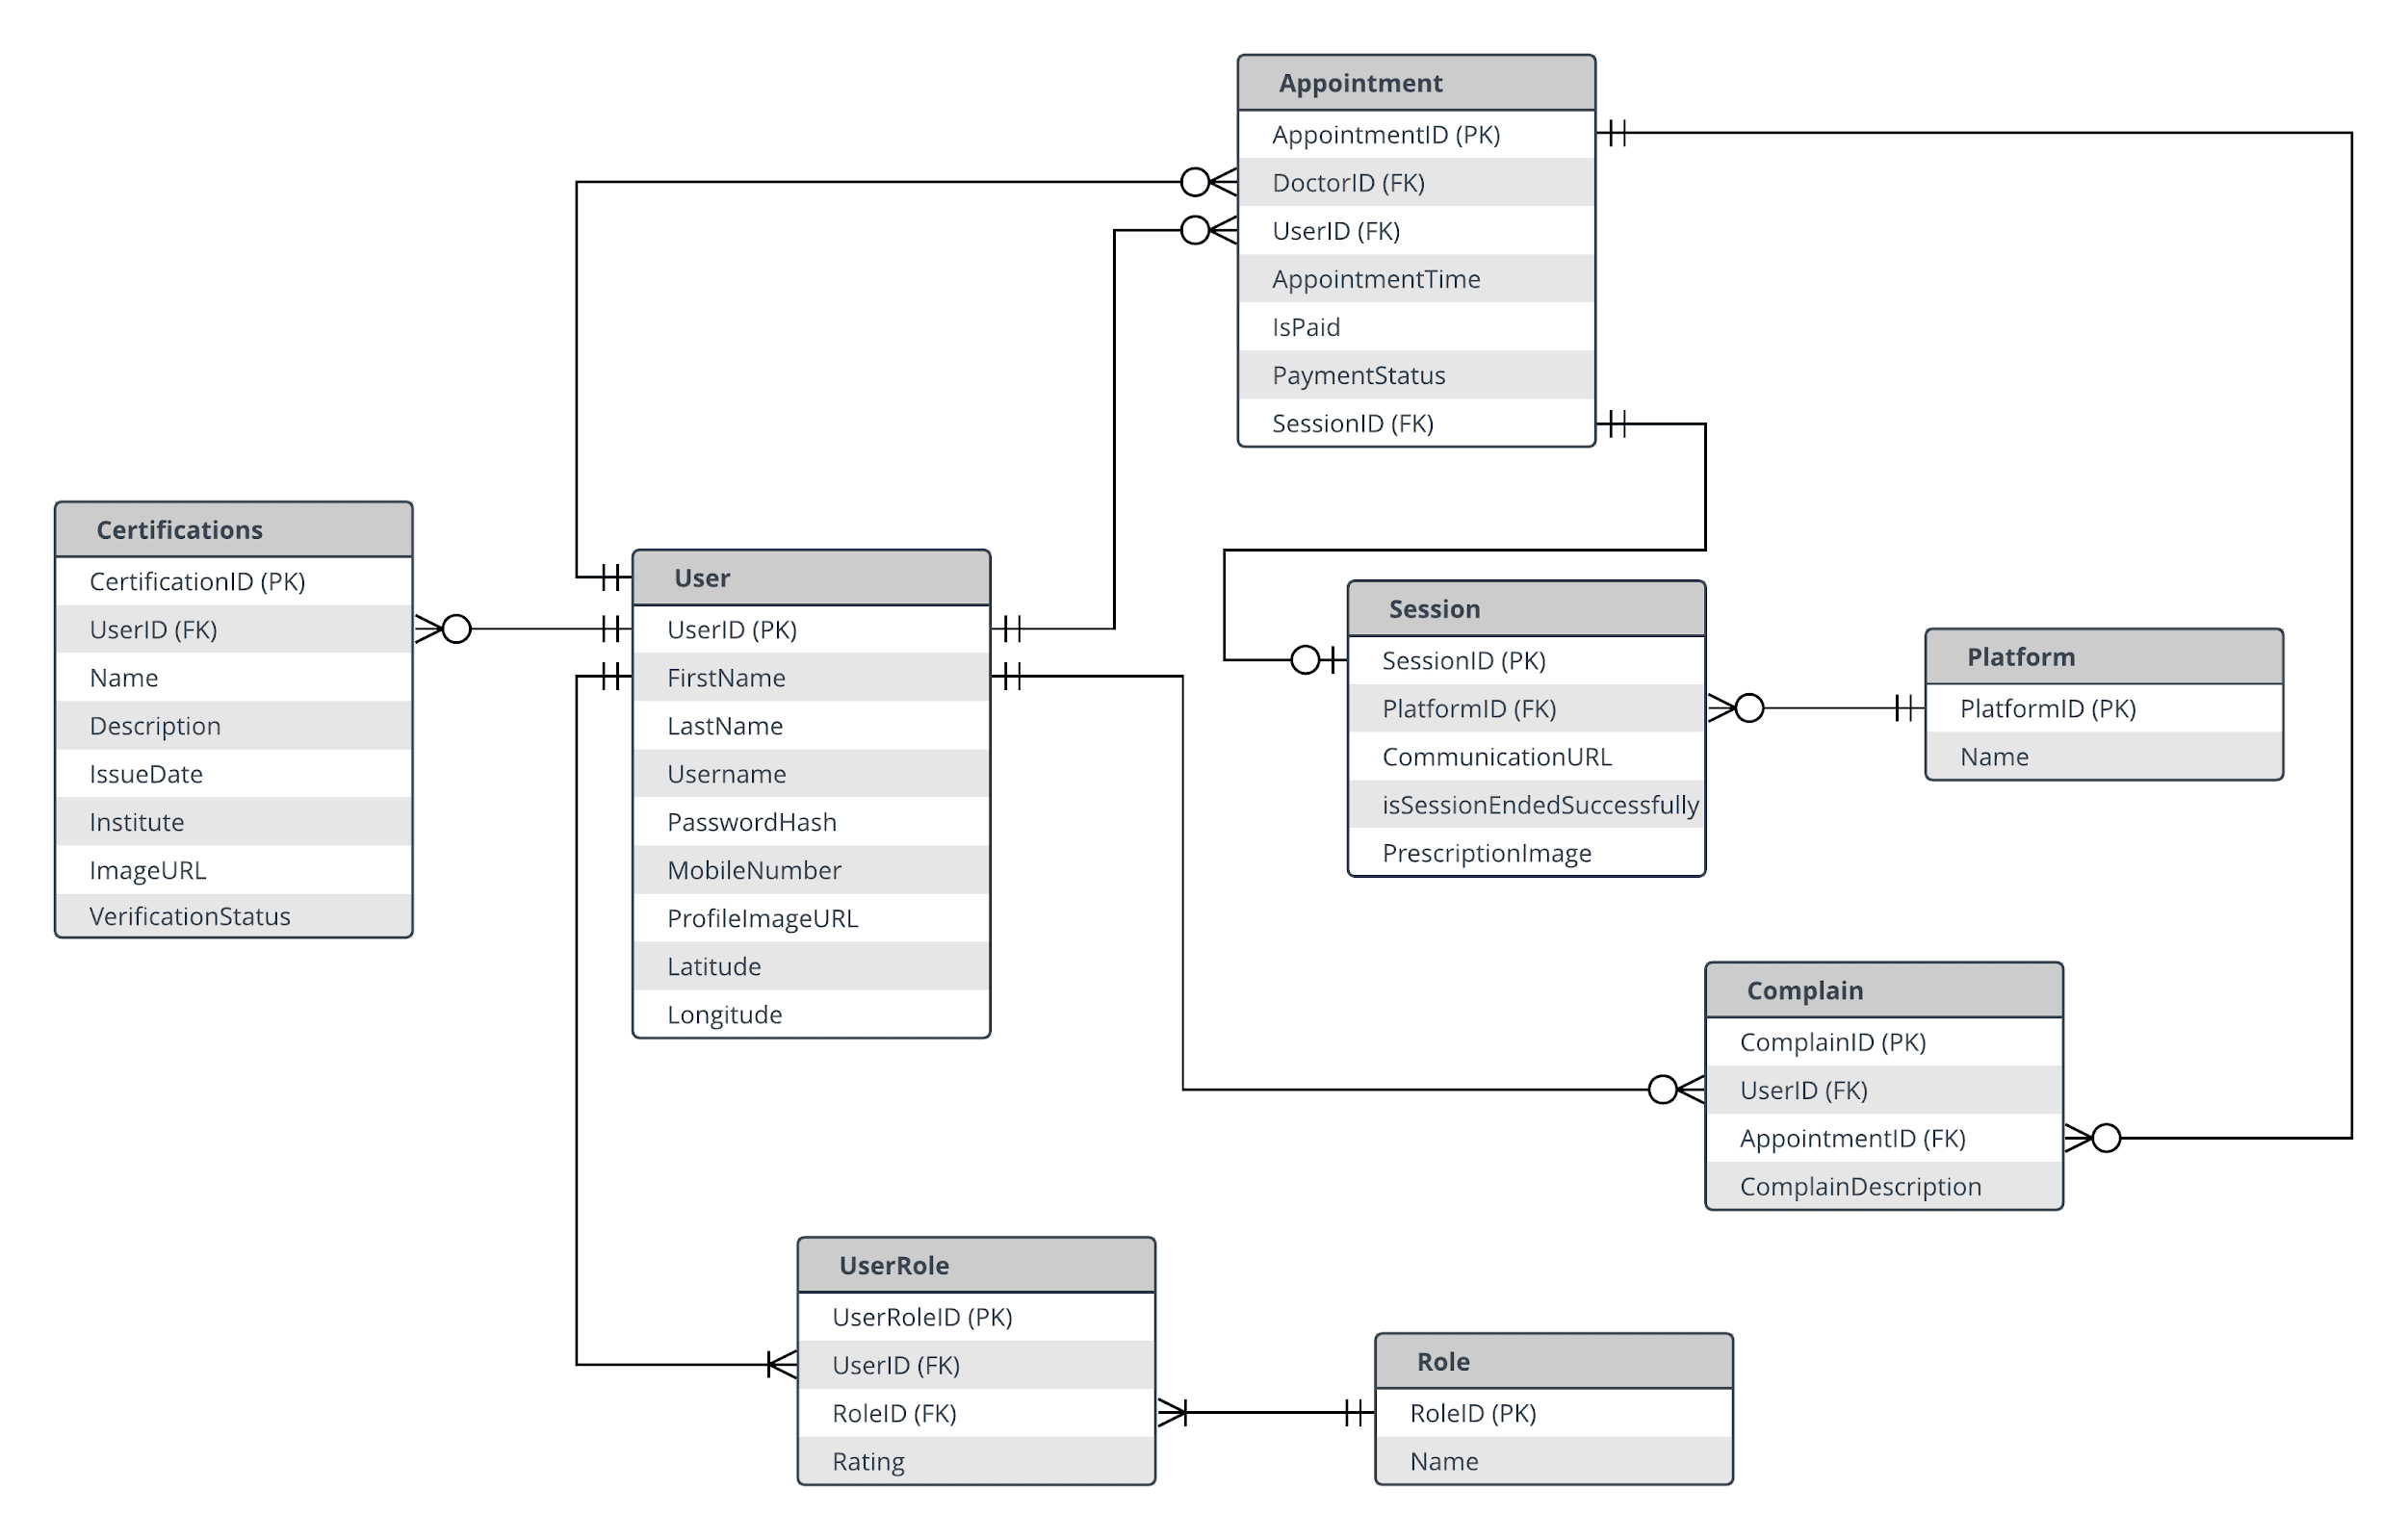 Appointment
AppointmentID (PK)
DoctorID (FK)
UserID (FK)
AppointmentTime
IsPaid
PaymentStatus
SessionID (FK)
Certifications
CertificationID (PK)
UserID (FK)
Name
Description
IssueDate
Institute
ImageURL
VerificationStatus
User
UserID (PK)
FirstName
LastName
Username
PasswordHash
MobileNumber
ProfileImageURL
Latitude
Longitude
Session
SessionID (PK)
PlatformID (FK)
CommunicationURL
isSessionEndedSuccessfully
PrescriptionImage
Platform
PlatformID (PK)
Name
Complain
ComplainID (PK)
UserID (FK)
AppointmentID (FK)
ComplainDescription
UserRole
UserRoleID (PK)
UserID (FK)
RoleID (FK)
Rating
Role
RoleID (PK)
Name